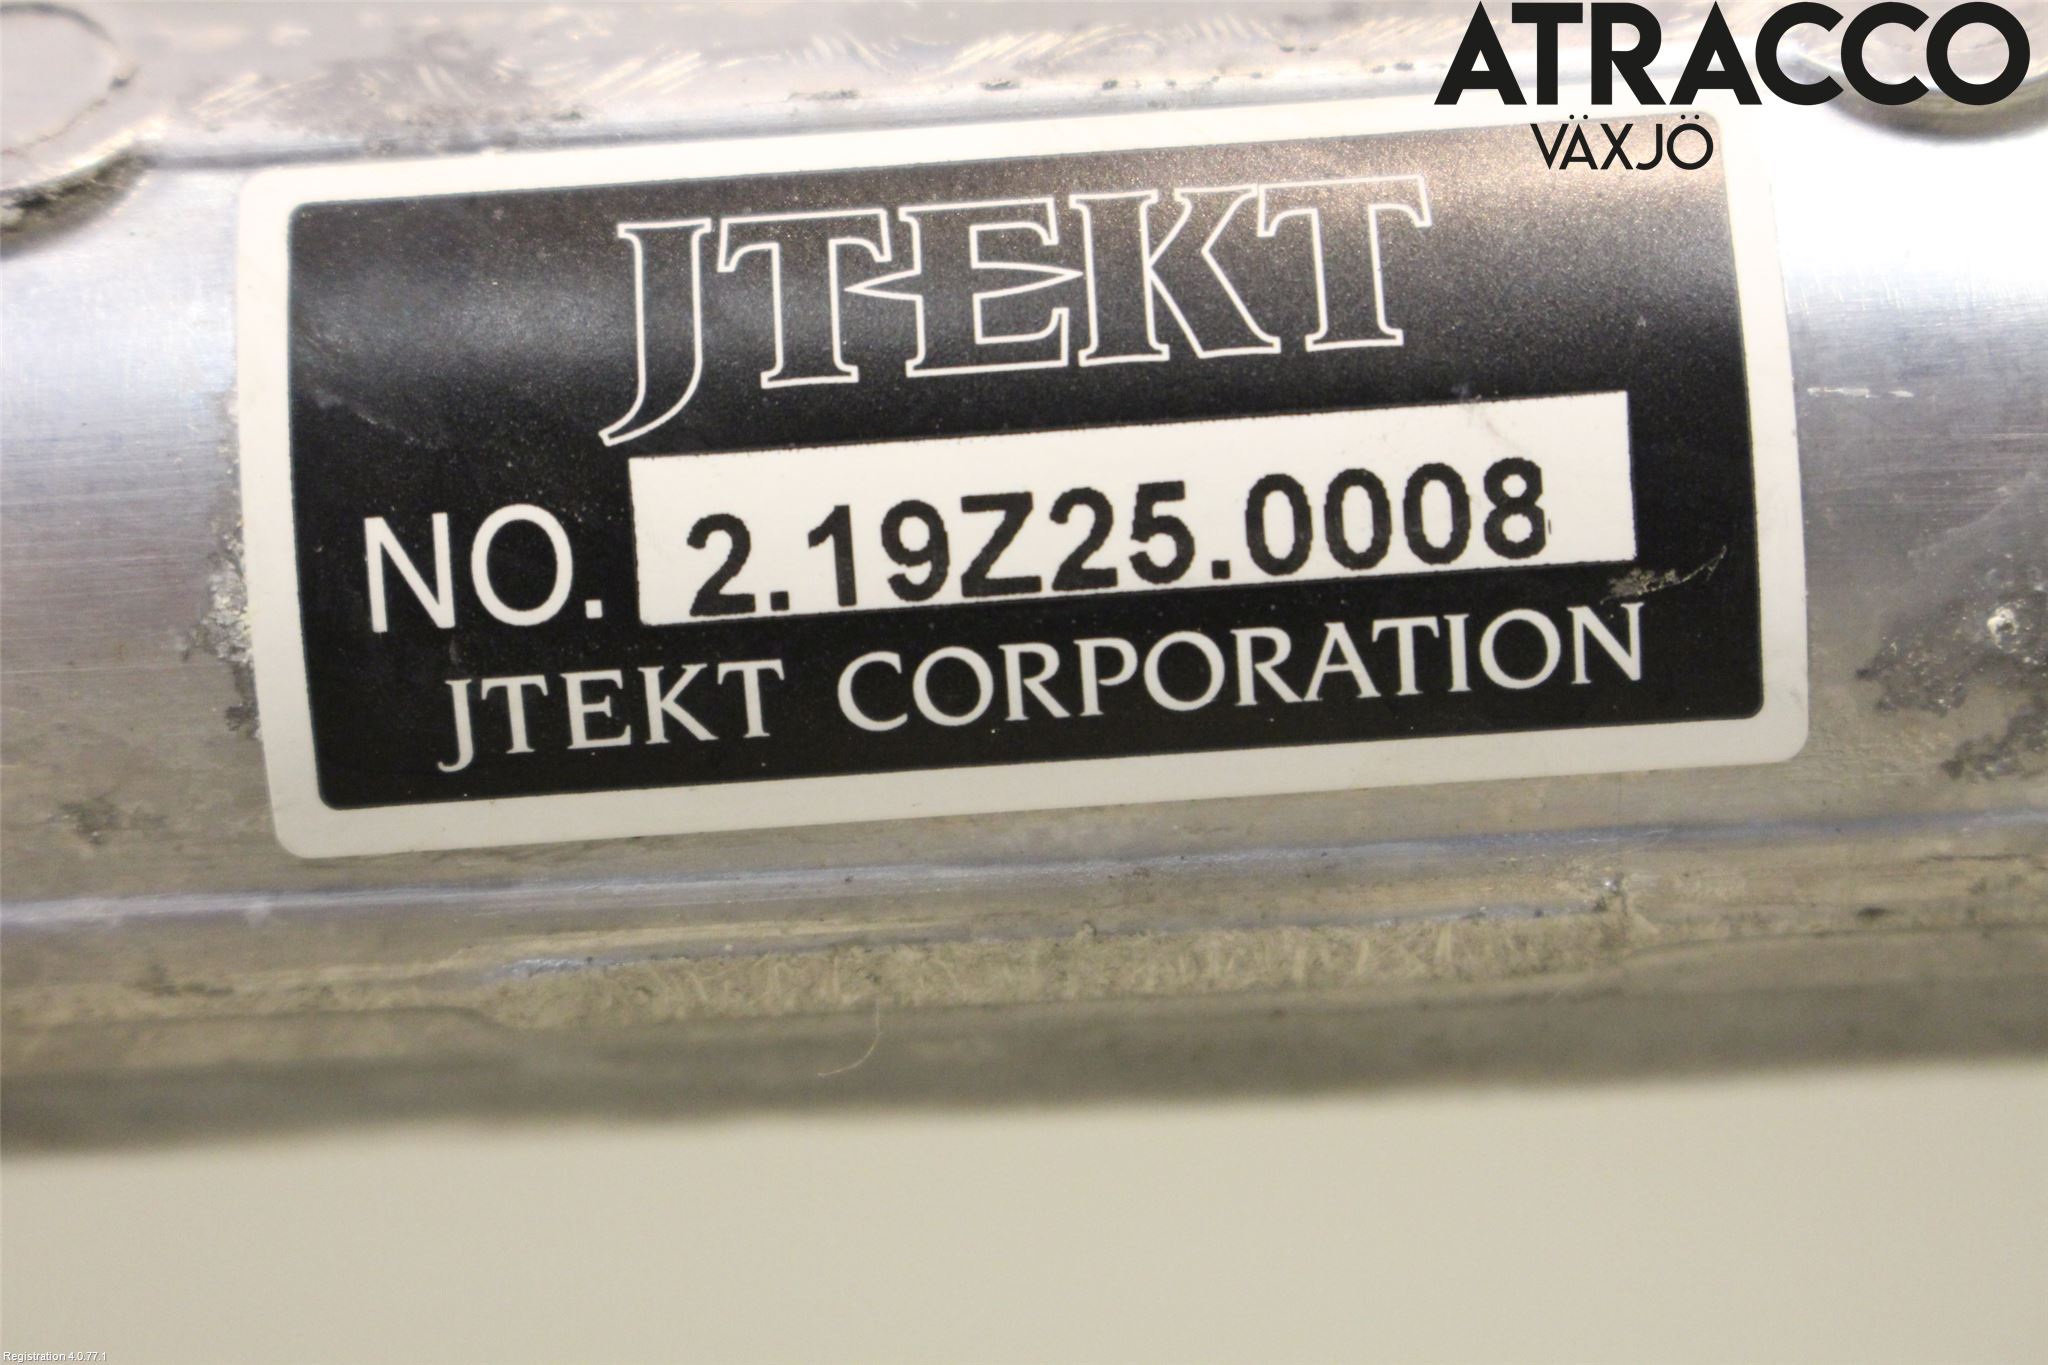 ATRACCO
VÄXJÖ
JTEKT
NO. 2.19Z25.0008
JTEKT CORPORATION
Registration 4.0.77.1